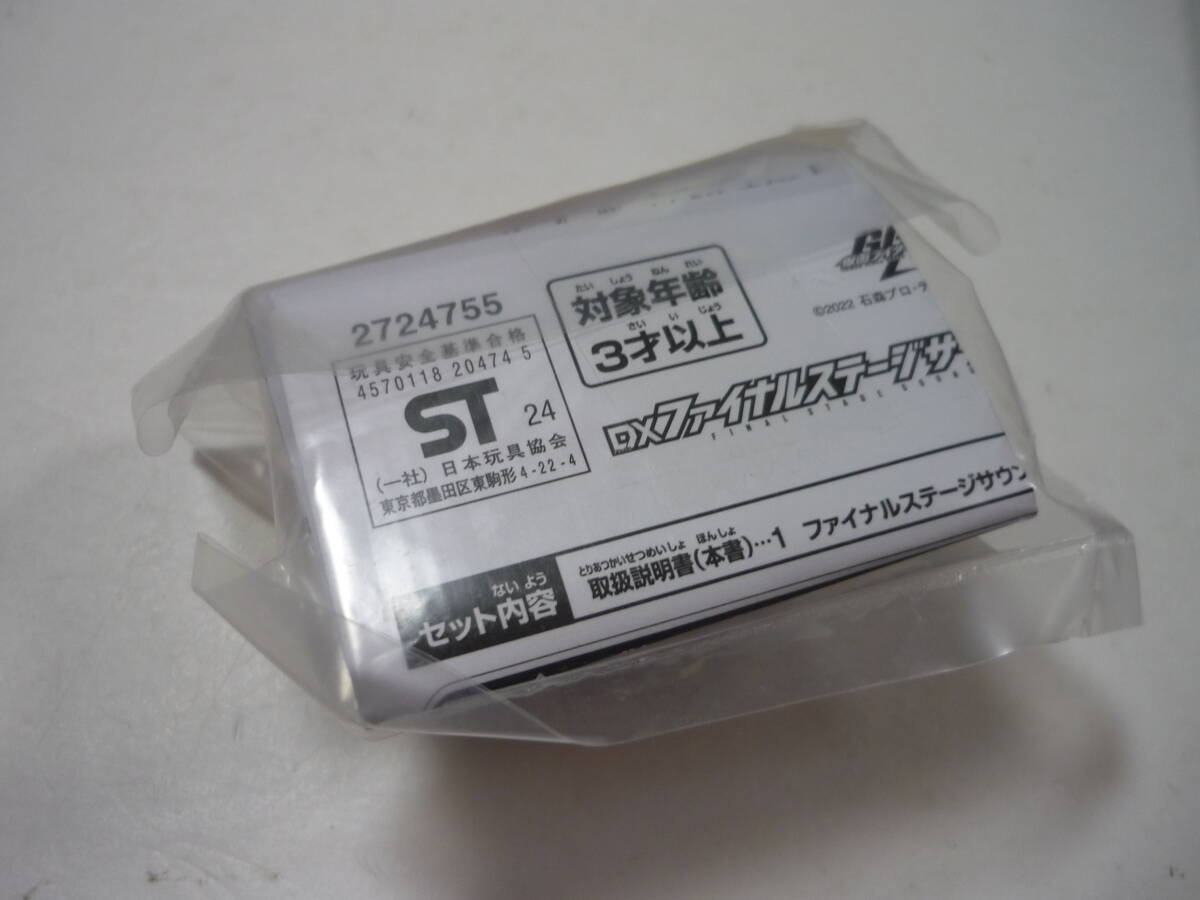 2724755
玩具安全基準合格
4570118 20474 5
ST 24
(一社) 日本玩具協会
東京都墨田区東駒形4-22-4
たい しょう なん れい
対象年齢
さい い じょう
3才以上
©2022 石森プロ・テ
DXファイナルステージサ
FINAL STAGE SOUND
ない よう
セット内容
とりあつかいせつめいしょ ほんしょ
取扱説明書(本書)…1 ファイナルステージサウン